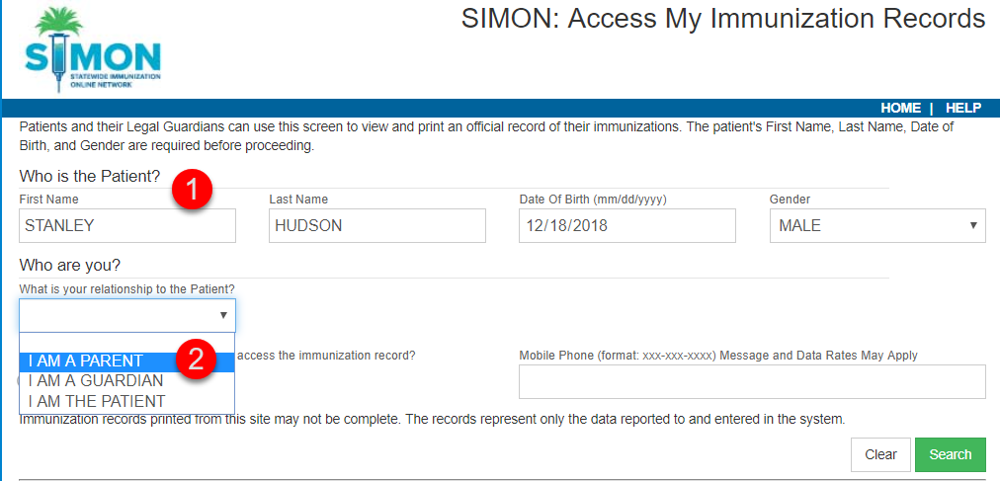 SIMON: Access My Immunization Records
SIMON
STATEWIDE IMMUNIZATION
ONLINE NETWORK
HOME | HELP
Patients and their Legal Guardians can use this screen to view and print an official record of their immunizations. The patient's First Name, Last Name, Date of
Birth, and Gender are required before proceeding.
Who is the Patient?
1
First Name
Last Name
Date Of Birth (mm/dd/yyyy)
Gender
STANLEY
HUDSON
12/18/2018
MALE
Who are you?
What is your relationship to the Patient?
I AM A PARENT
2
access the immunization record?
Mobile Phone (format: xxx-xxx-xxxx) Message and Data Rates May Apply
I AM A GUARDIAN
I AM THE PATIENT
Immunization records printed from this site may not be complete. The records represent only the data reported to and entered in the system.
Clear
Search